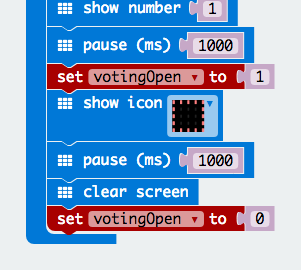 show number 1
pause (ms) 1000
set votingOpen to 1
show icon
pause (ms) 1000
clear screen
set votingOpen to 0